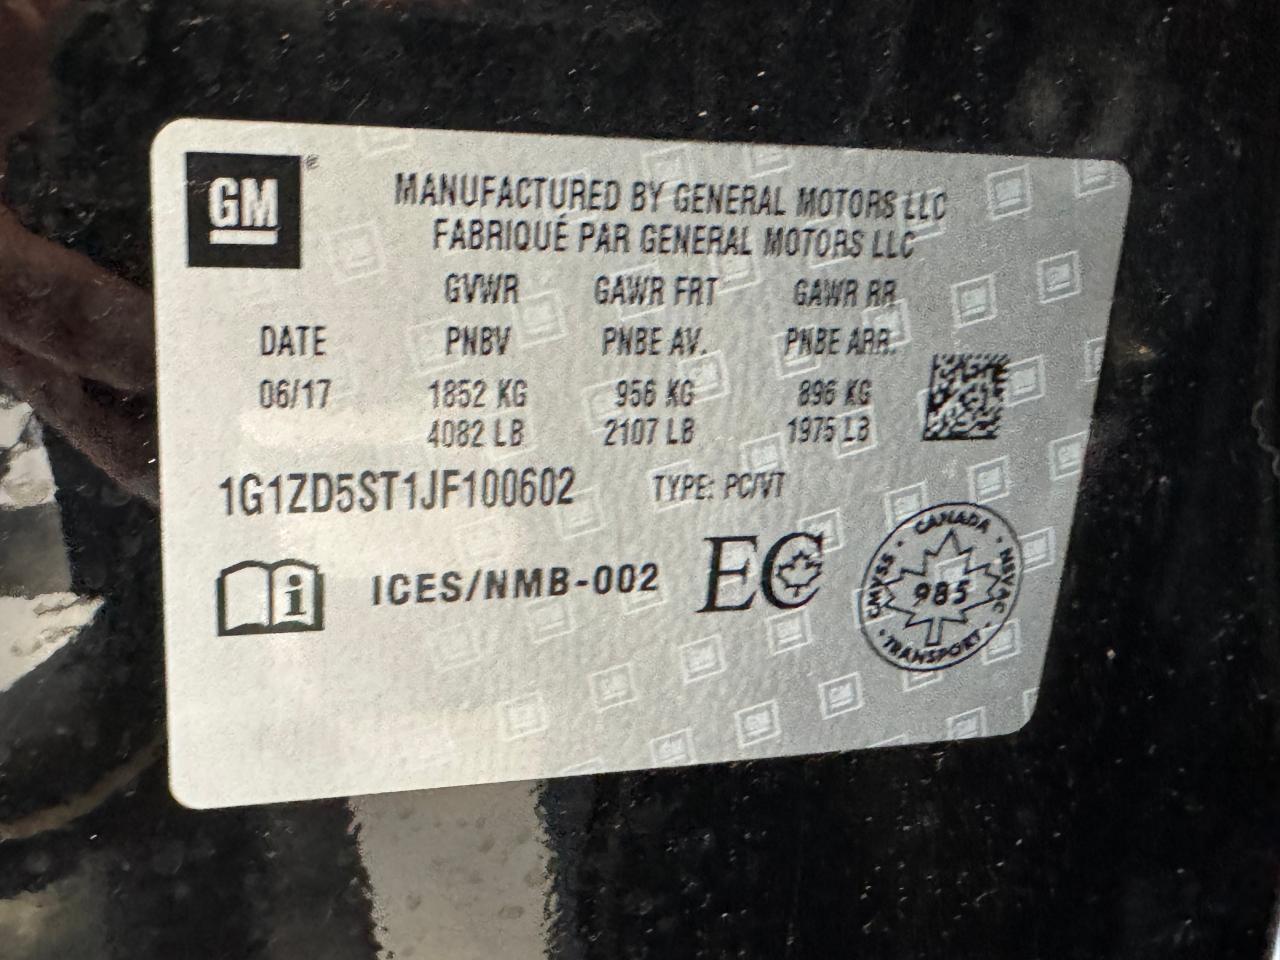 GM®
MANUFACTURED BY GENERAL MOTORS LLC
FABRIQUÉ PAR GENERAL MOTORS LLC
GVWR GAWR FRT GAWR RR
DATE PNBV PNBE AV. PNBE ARR.
06/17 1852 KG 956 KG 896 KG
4082 LB 2107 LB 1975 LB
1G1ZD5ST1JF100602 TYPE: PC/VT
i ICES/NMB-002 EC
CANADA
CMVSS 985 NSVAC
TRANSPORT